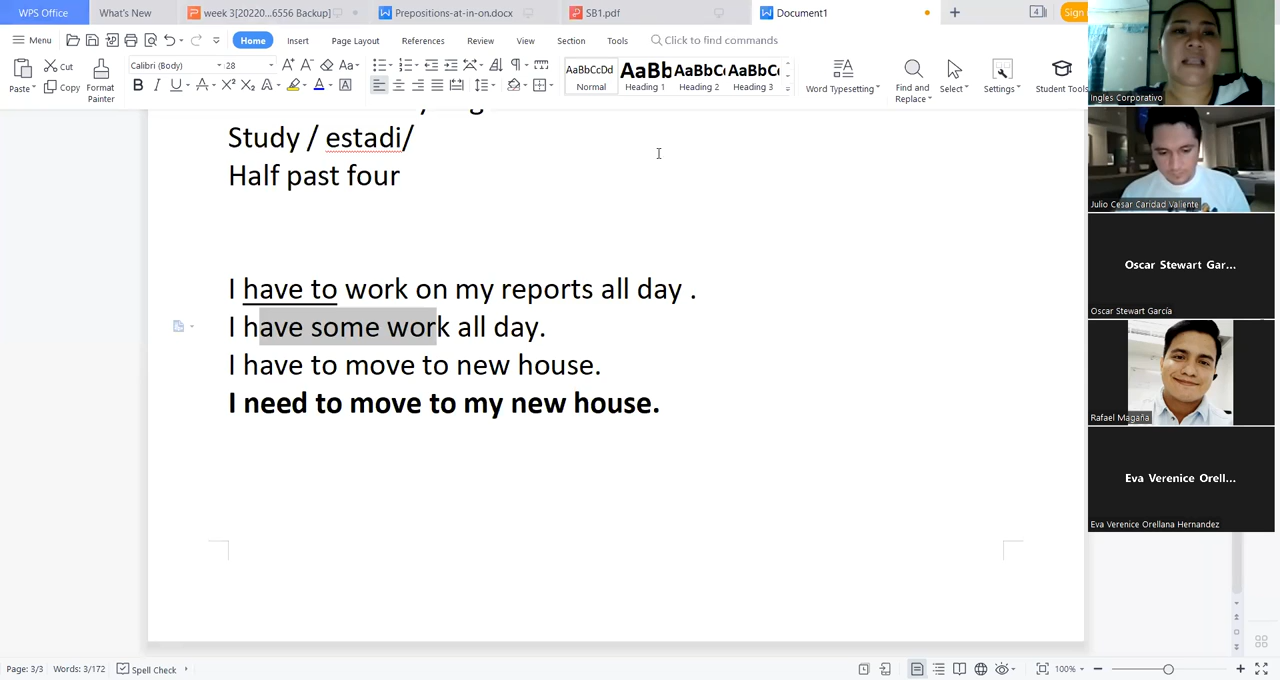 WPS Office
What's New
week 3[20220...6556 Backup]
Prepositions-at-in-on.docx
SB1.pdf
Document1
Sign
Menu
Home
Insert
Page Layout
References
Review
View
Section
Tools
Click to find commands
Paste
Cut
Copy
Format Painter
Calibri (Body)
28
AaBbCcDd
Normal
Heading 1
Heading 2
Heading 3
Word Typesetting
Find and Replace
Select
Settings
Student Tools
Study / estadi/
Half past four
I have to work on my reports all day .
I have some work all day.
I have to move to new house.
I need to move to my new house.
Ingles Corporativo
Julio Cesar Caridad Valiente
Oscar Stewart Gar...
Oscar Stewart García
Rafael Magaña
Eva Verenice Orell...
Eva Verenice Orellana Hernandez
Page: 3/3
Words: 3/172
Spell Check
100%